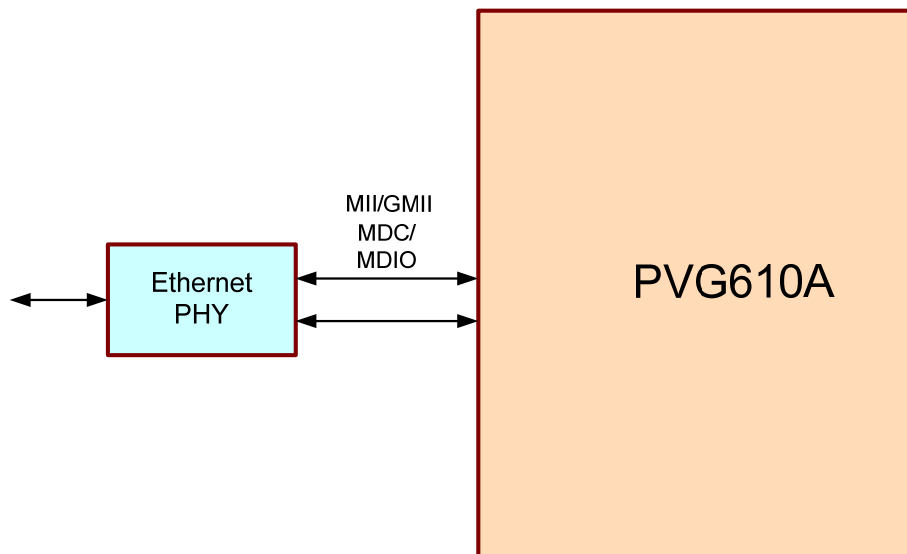 MII/GMII
MDC/
MDIO
Ethernet
PHY
PVG610A